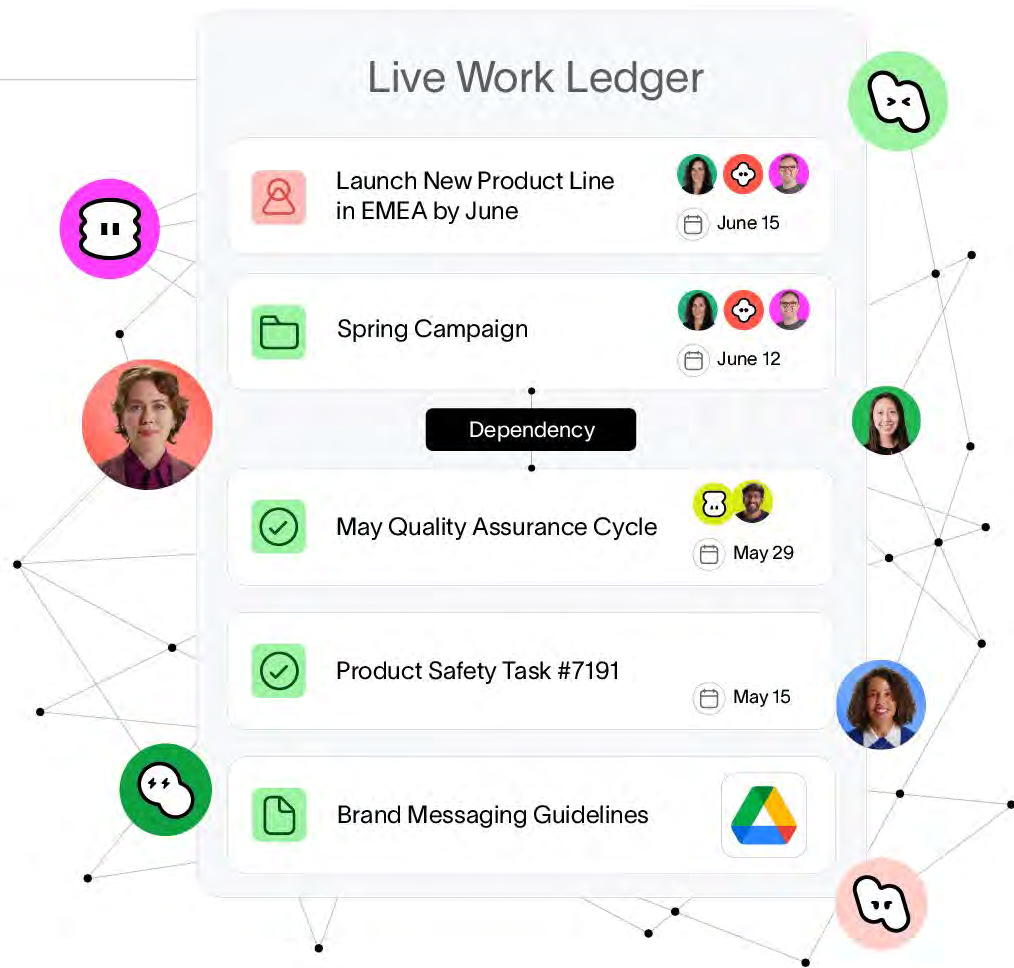 Live Work Ledger
Launch New Product Line
in EMEA by June
June 15
Spring Campaign
June 12
Dependency
May Quality Assurance Cycle
May 29
Product Safety Task #7191
May 15
Brand Messaging Guidelines